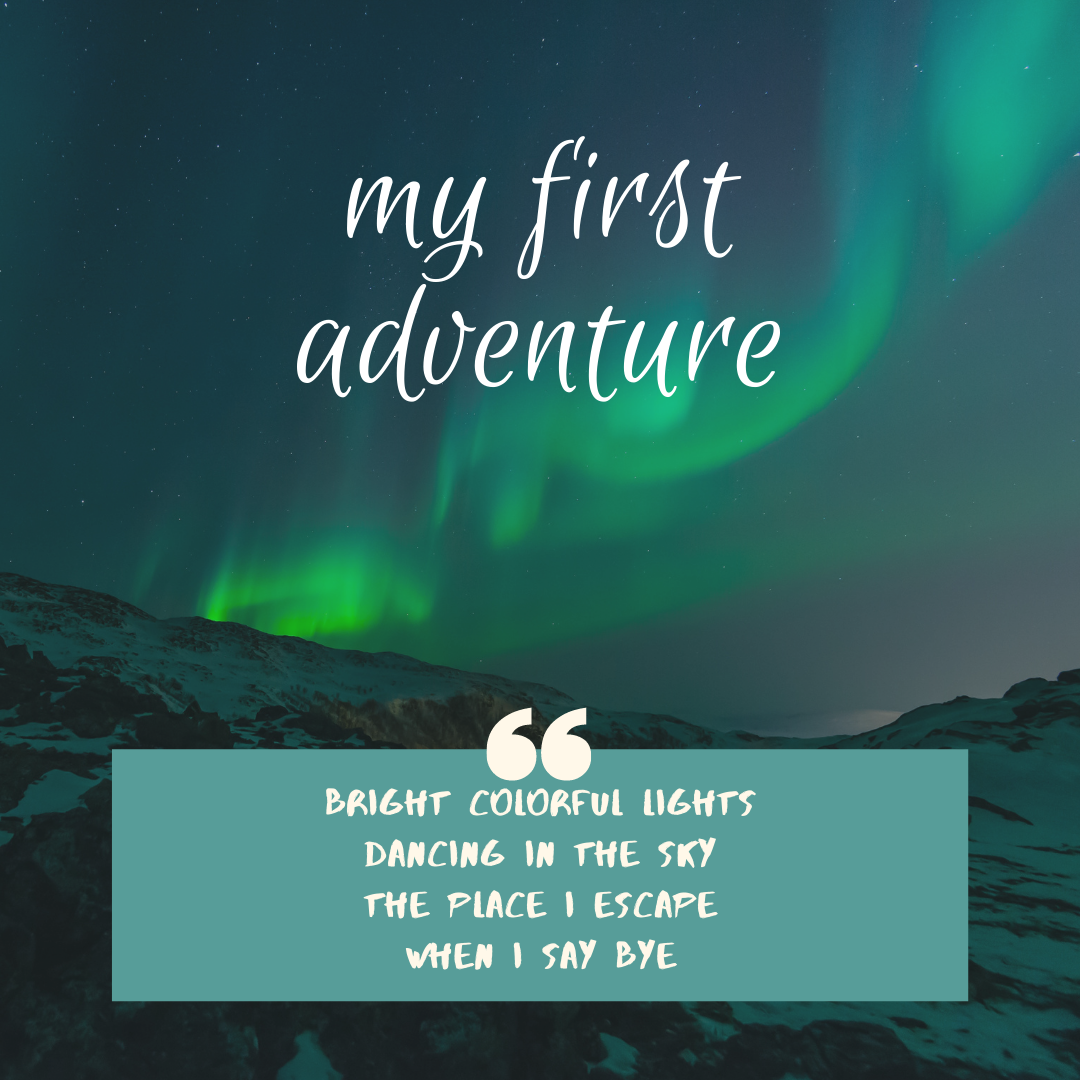 my first
adventure
“
BRIGHT COLORFUL LIGHTS
DANCING IN THE SKY
THE PLACE I ESCAPE
WHEN I SAY BYE